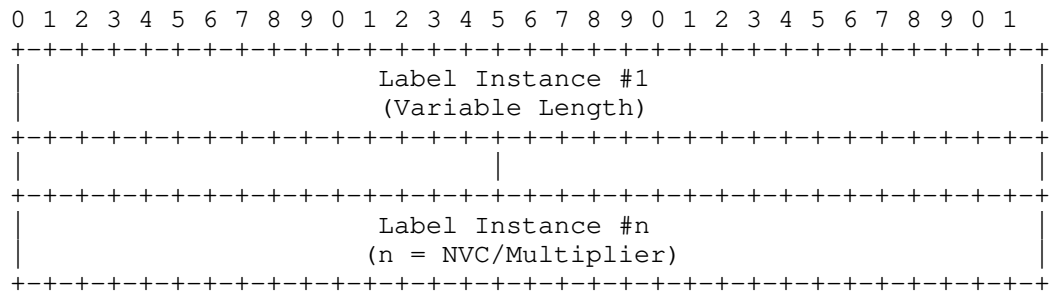 0 1 2 3 4 5 6 7 8 9 0 1 2 3 4 5 6 7 8 9 0 1 2 3 4 5 6 7 8 9 0 1
+-+-+-+-+-+-+-+-+-+-+-+-+-+-+-+-+-+-+-+-+-+-+-+-+-+-+-+-+-+-+-+-+
| Label Instance #1 |
| (Variable Length) |
+-+-+-+-+-+-+-+-+-+-+-+-+-+-+-+-+-+-+-+-+-+-+-+-+-+-+-+-+-+-+-+-+
| | |
+-+-+-+-+-+-+-+-+-+-+-+-+-+-+-+-+-+-+-+-+-+-+-+-+-+-+-+-+-+-+-+-+
| Label Instance #n |
| (n = NVC/Multiplier) |
+-+-+-+-+-+-+-+-+-+-+-+-+-+-+-+-+-+-+-+-+-+-+-+-+-+-+-+-+-+-+-+-+